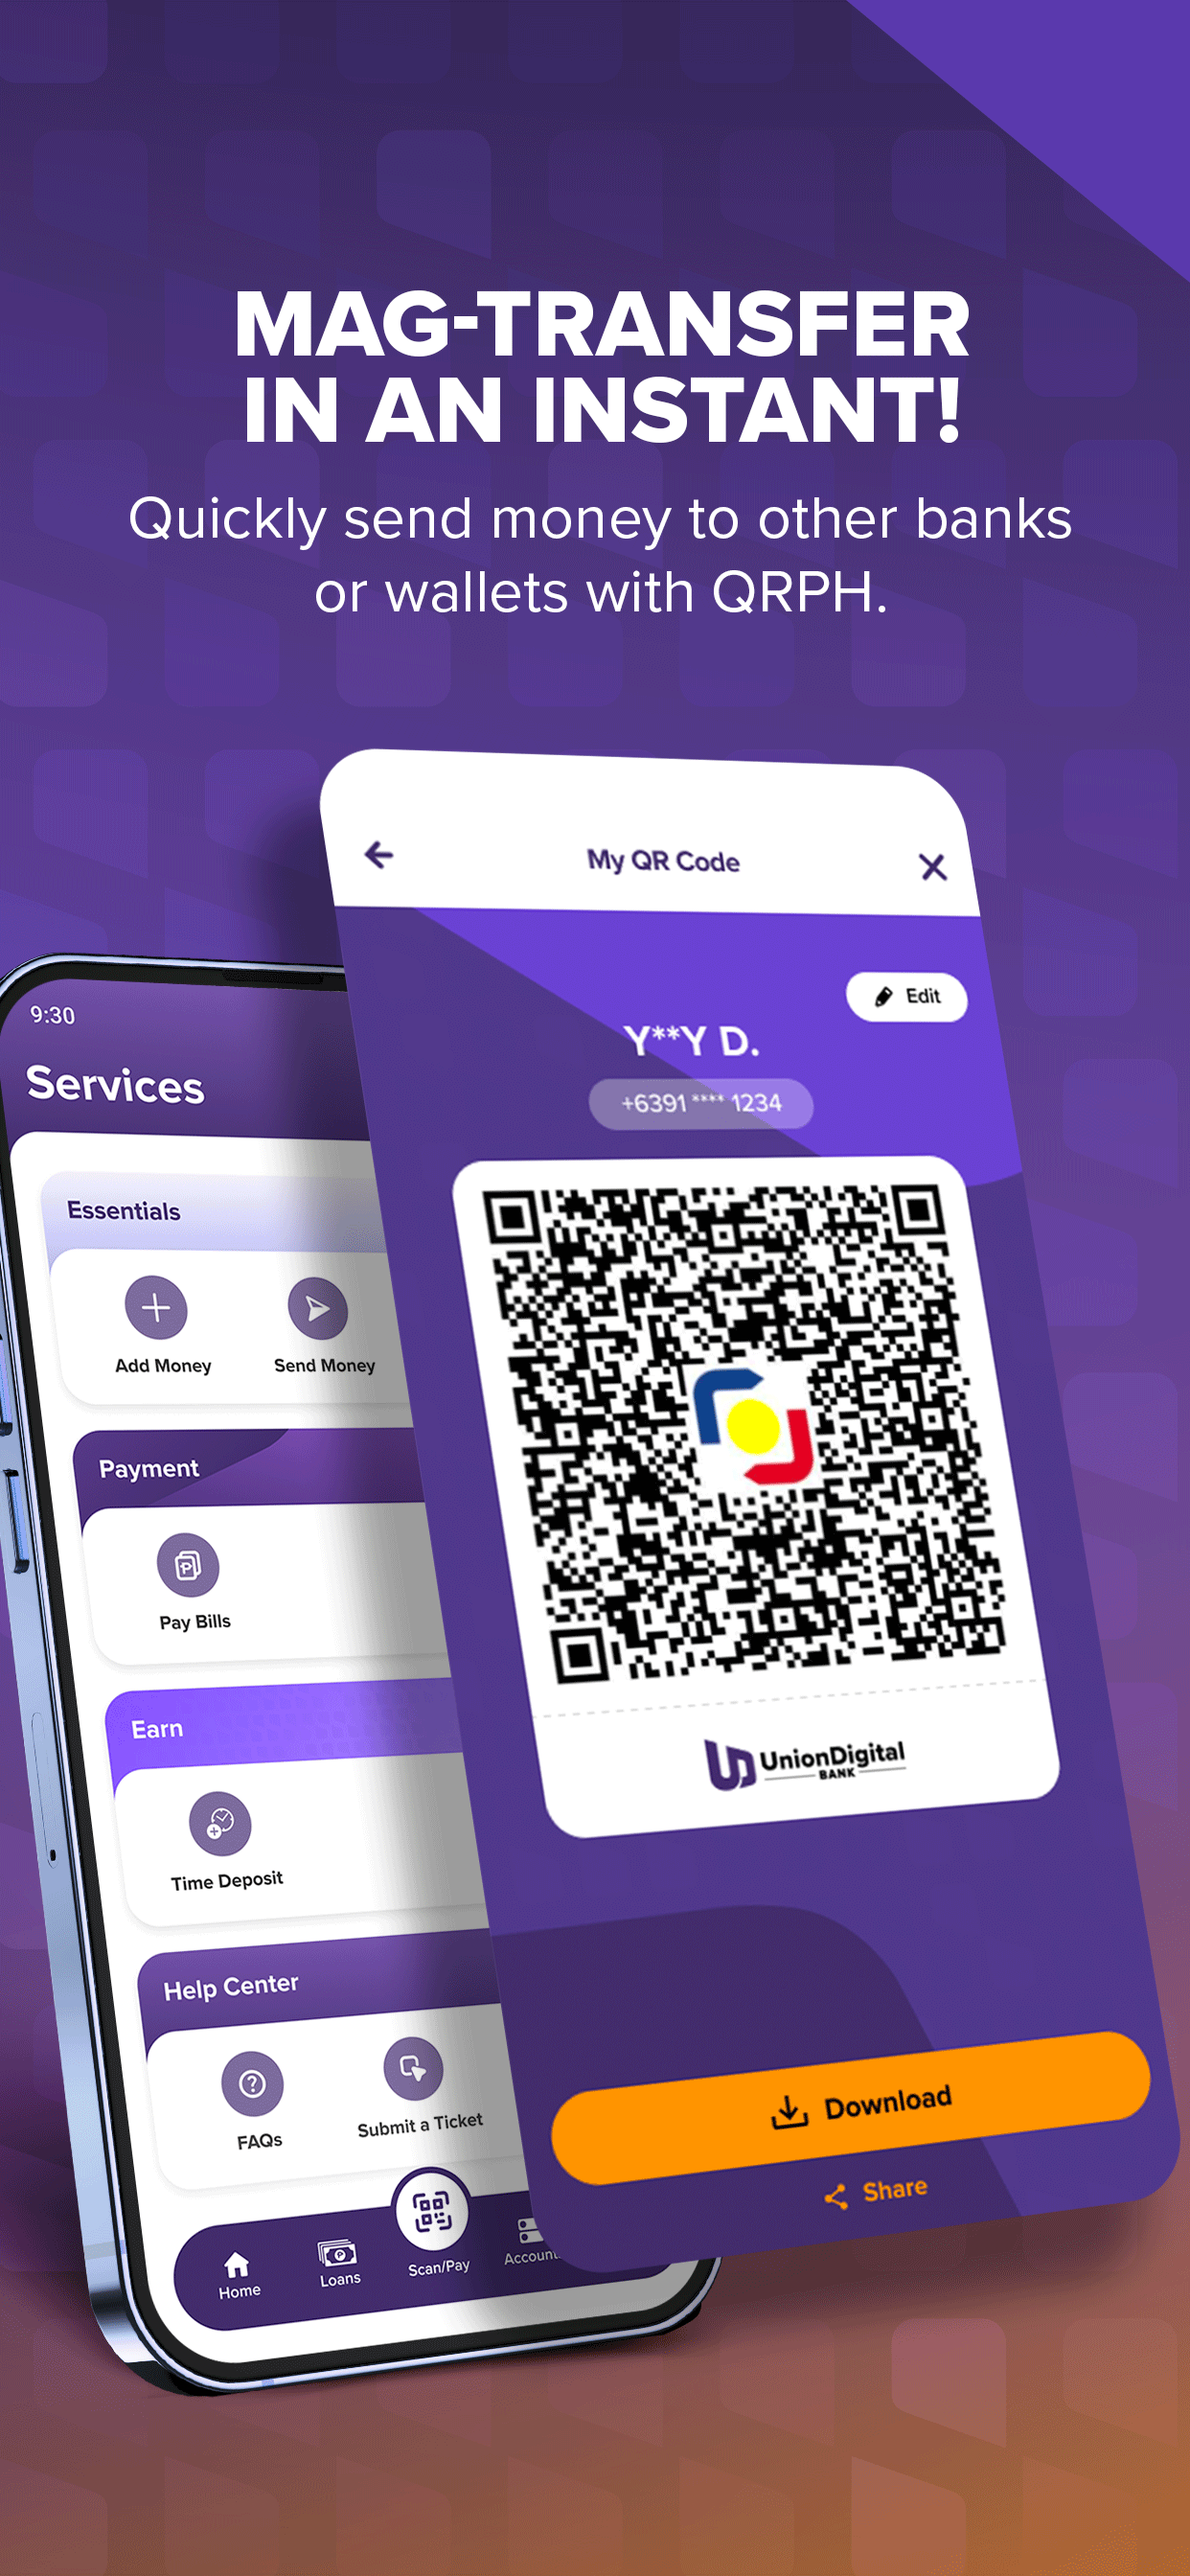 MAG-TRANSFER
IN AN INSTANT!
Quickly send money to other banks
or wallets with QRPH.
My QR Code
Edit
Y**Y D.
+6391 **** 1234
UnionDigital
BANK
Download
Share
9:30
Services
Essentials
Add Money
Send Money
Payment
Pay Bills
Earn
Time Deposit
Help Center
FAQs
Submit a Ticket
Home
Loans
Scan/Pay
Account